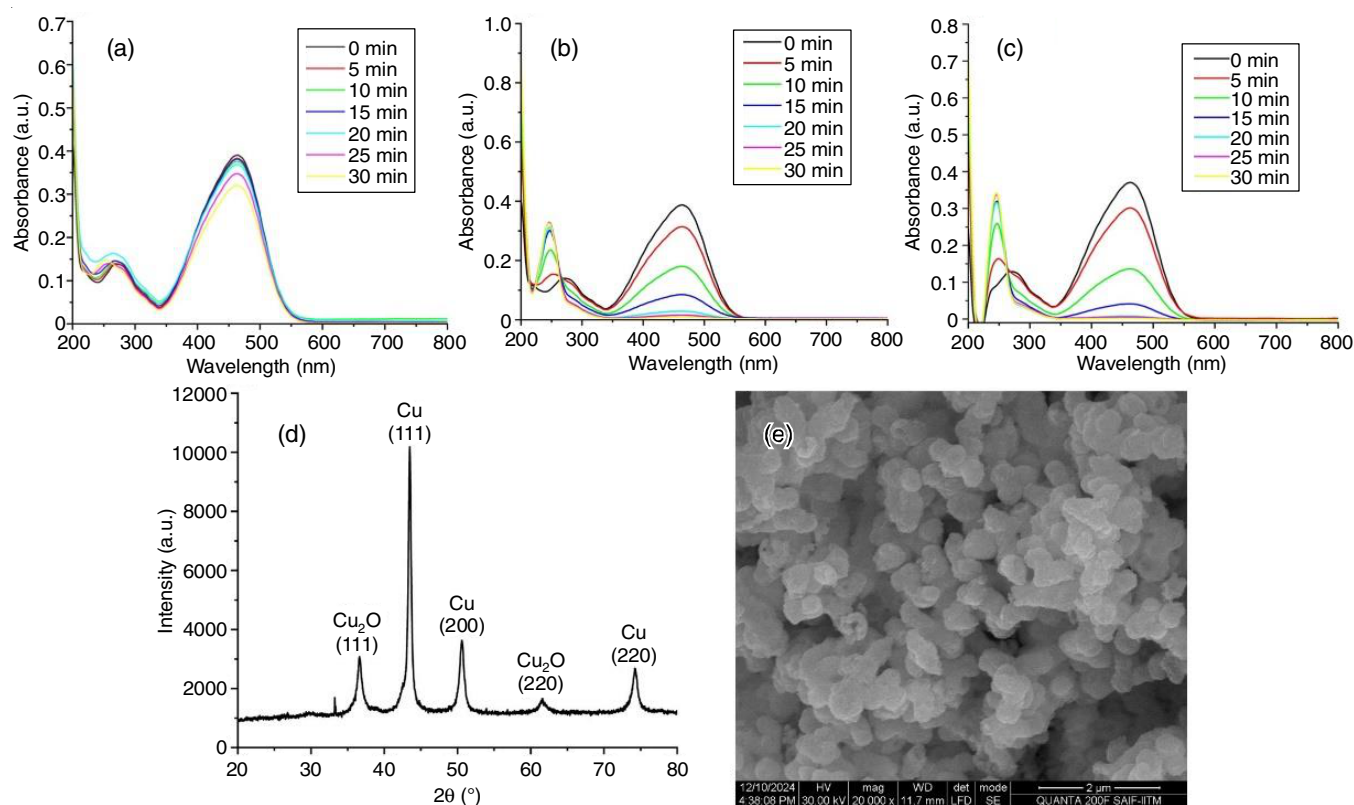 (a)
0.7
0.6
0.5
0.4
0.3
0.2
0.1
0
Absorbance (a.u.)
0 min
5 min
10 min
15 min
20 min
25 min
30 min
200 300 400 500 600 700 800
Wavelength (nm)
(b)
1.0
0.8
0.6
0.4
0.2
0
Absorbance (a.u.)
0 min
5 min
10 min
15 min
20 min
25 min
30 min
200 300 400 500 600 700 800
Wavelength (nm)
(c)
0.8
0.7
0.6
0.5
0.4
0.3
0.2
0.1
0
Absorbance (a.u.)
0 min
5 min
10 min
15 min
20 min
25 min
30 min
200 300 400 500 600 700 800
Wavelength (nm)
(d)
12000
10000
8000
6000
4000
2000
0
Intensity (a.u.)
Cu₂O
(111)
Cu
(111)
Cu
(200)
Cu₂O
(220)
Cu
(220)
20 30 40 50 60 70 80
2θ (°)
(e)
12/10/2024 HV mag WD det mode 2 µm
4:38:08 PM 30.00 kV 20 000 x 11.7 mm LFD SE QUANTA 200F SAIF-IITM